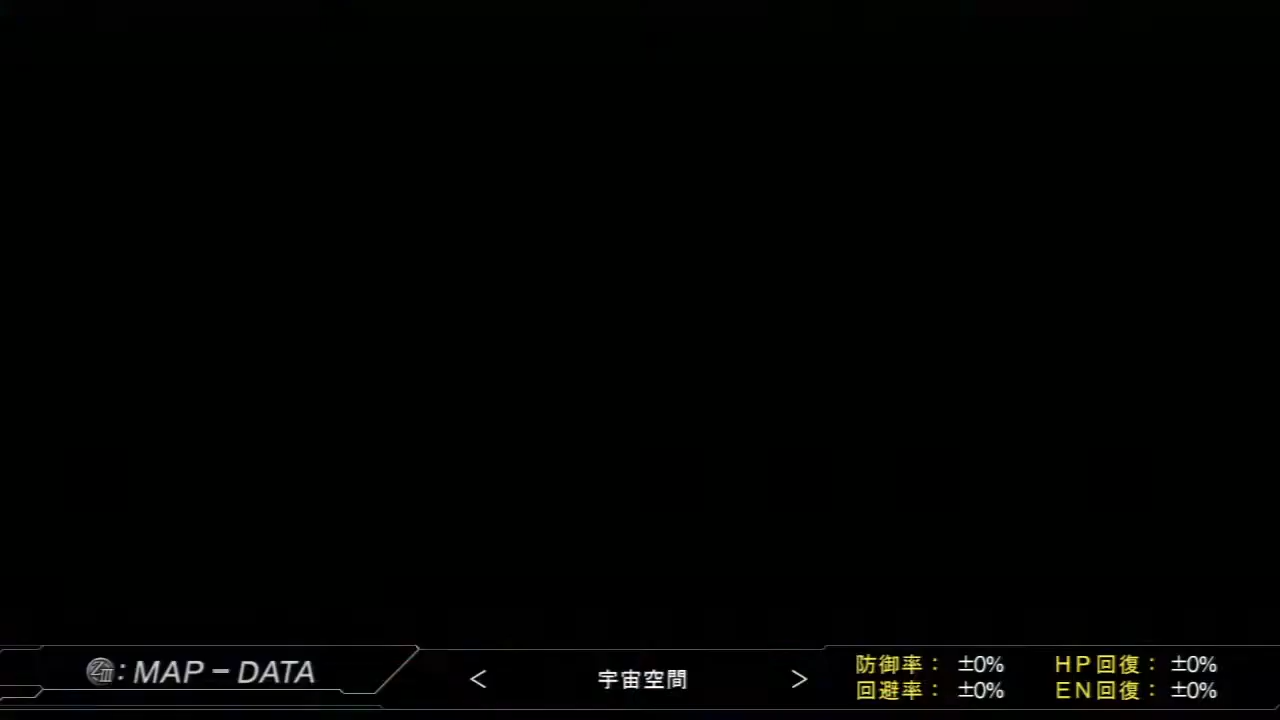 ZIII : MAP - DATA
< 宇宙空間 >
防御率： ±0% HP回復： ±0%
回避率： ±0% EN回復： ±0%